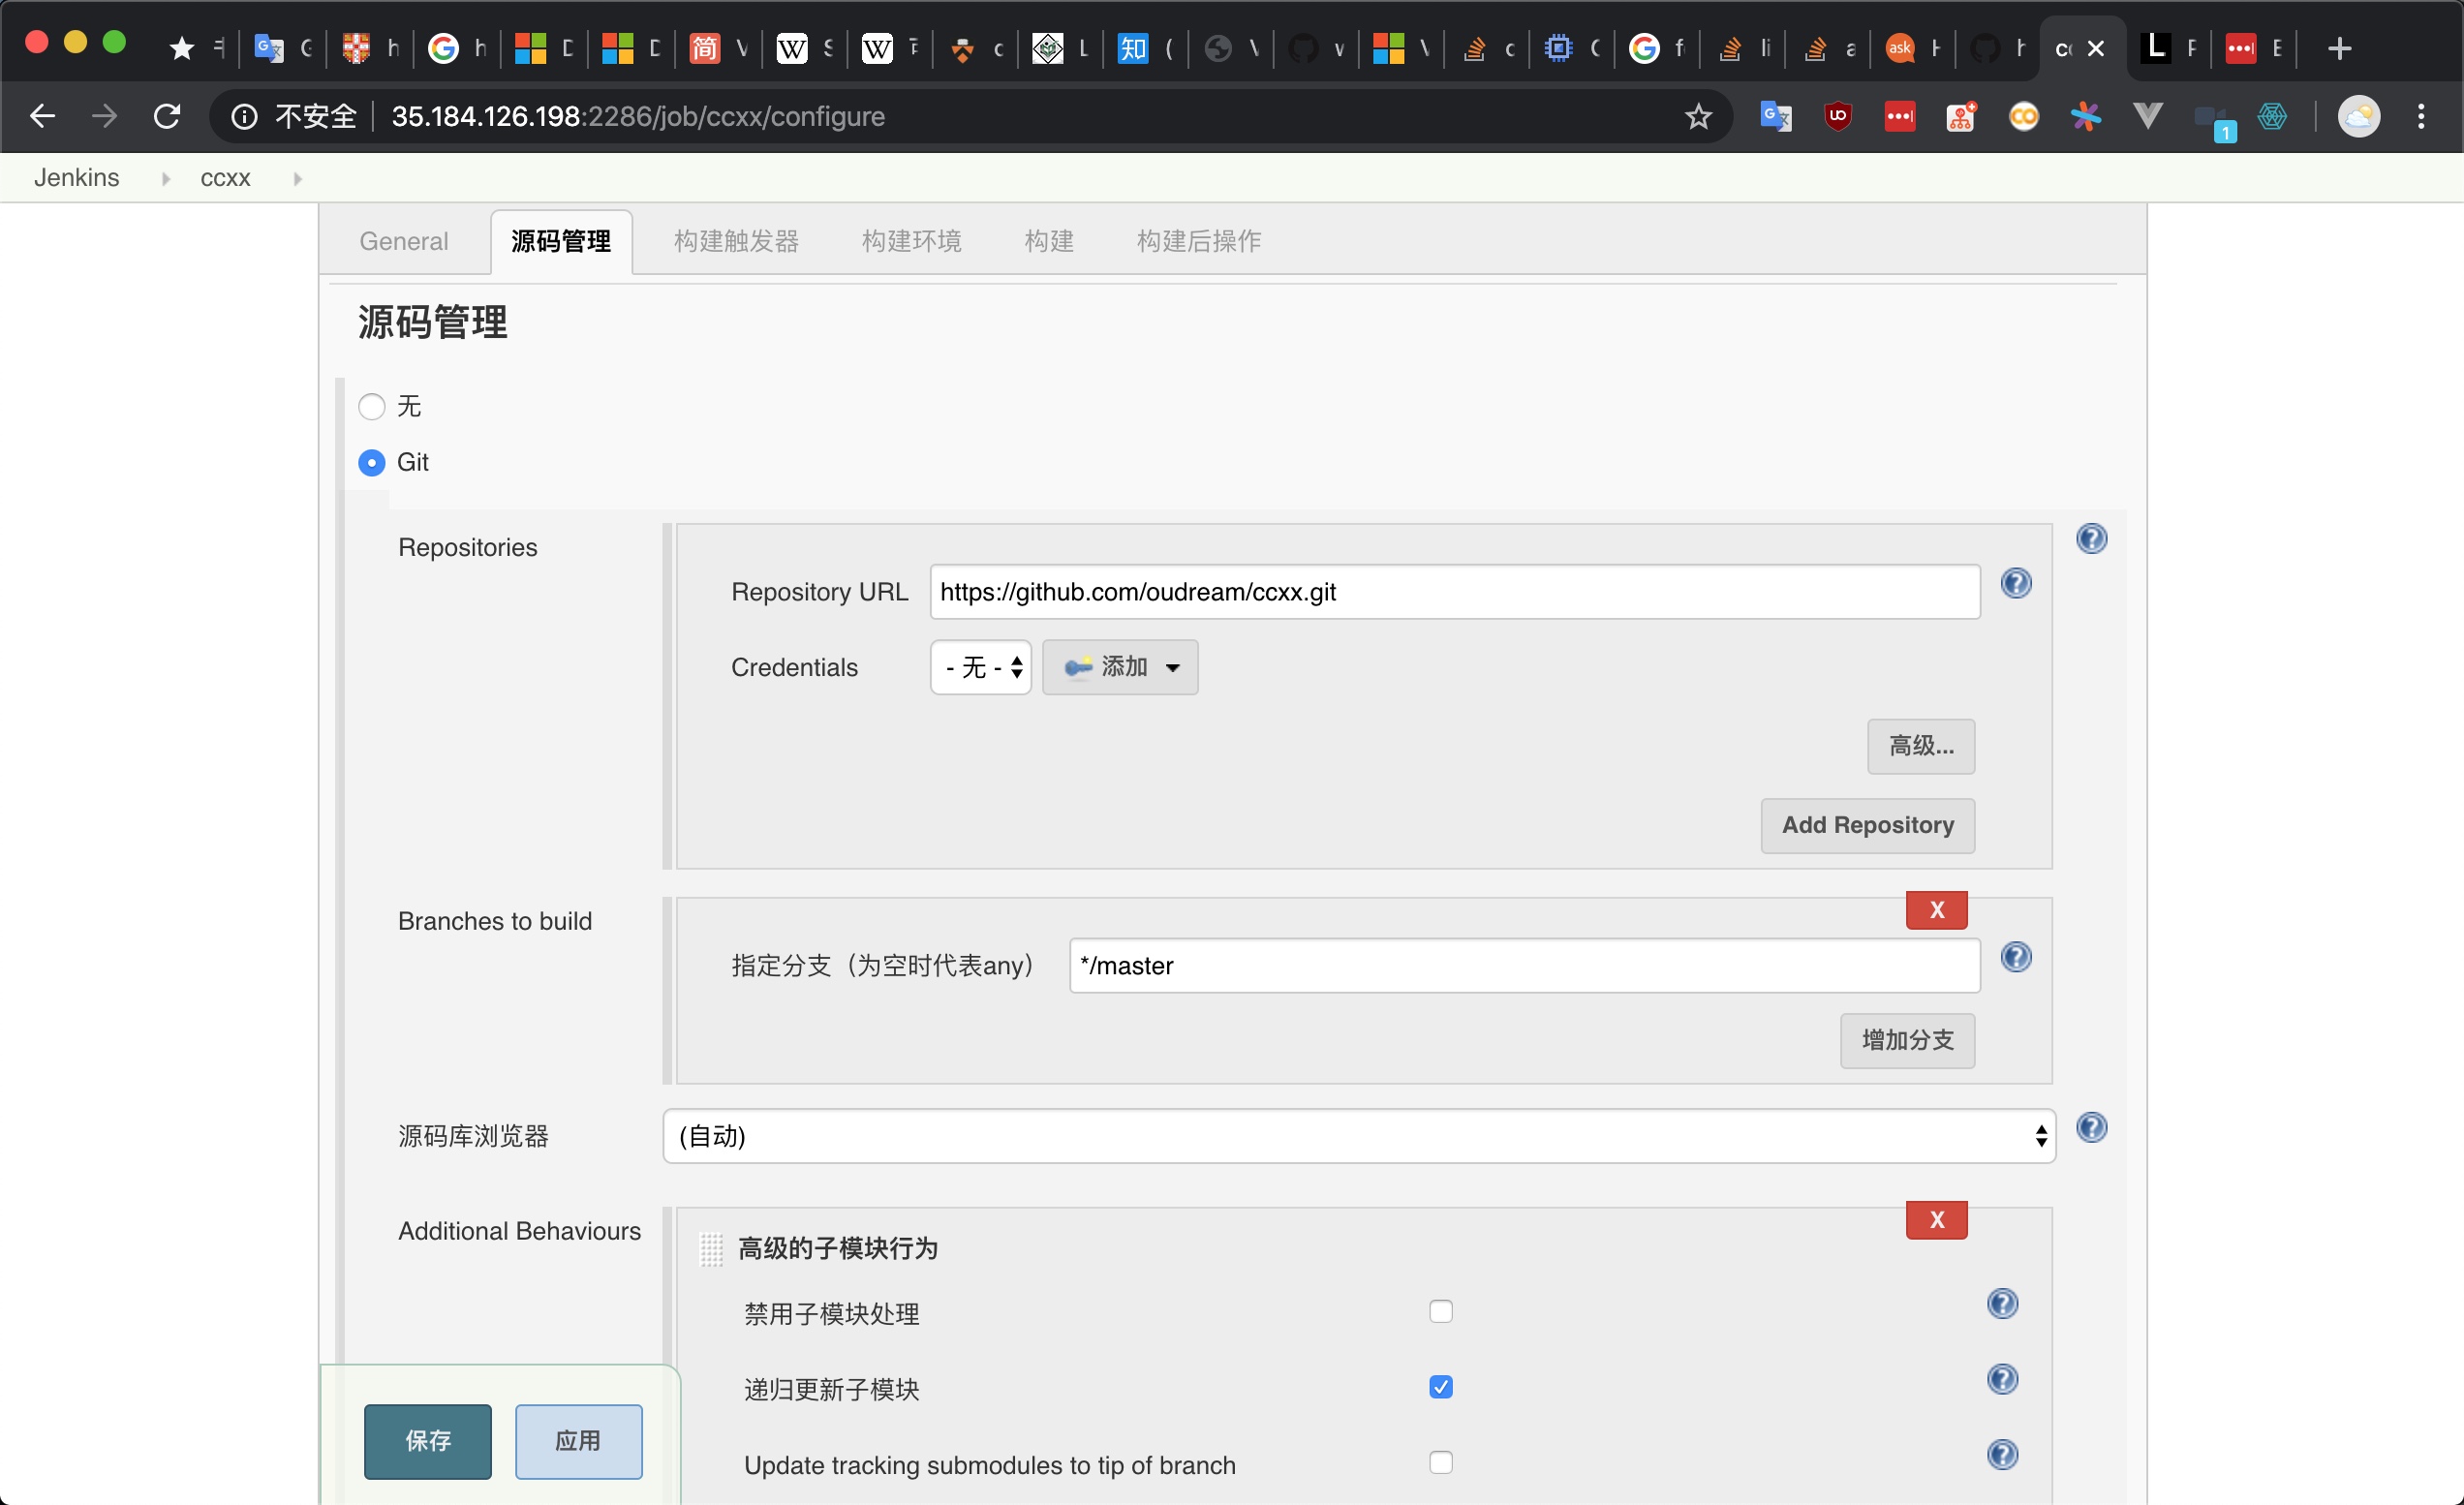 不安全 35.184.126.198:2286/job/ccxx/configure
Jenkins ccxx
General 源码管理 构建触发器 构建环境 构建 构建后操作
源码管理
无
Git
Repositories
Repository URL https://github.com/oudream/ccxx.git
Credentials - 无 - 添加
高级...
Add Repository
Branches to build
X
指定分支（为空时代表any） */master
增加分支
源码库浏览器 (自动)
Additional Behaviours
X
高级的子模块行为
禁用子模块处理
递归更新子模块
Update tracking submodules to tip of branch
保存 应用